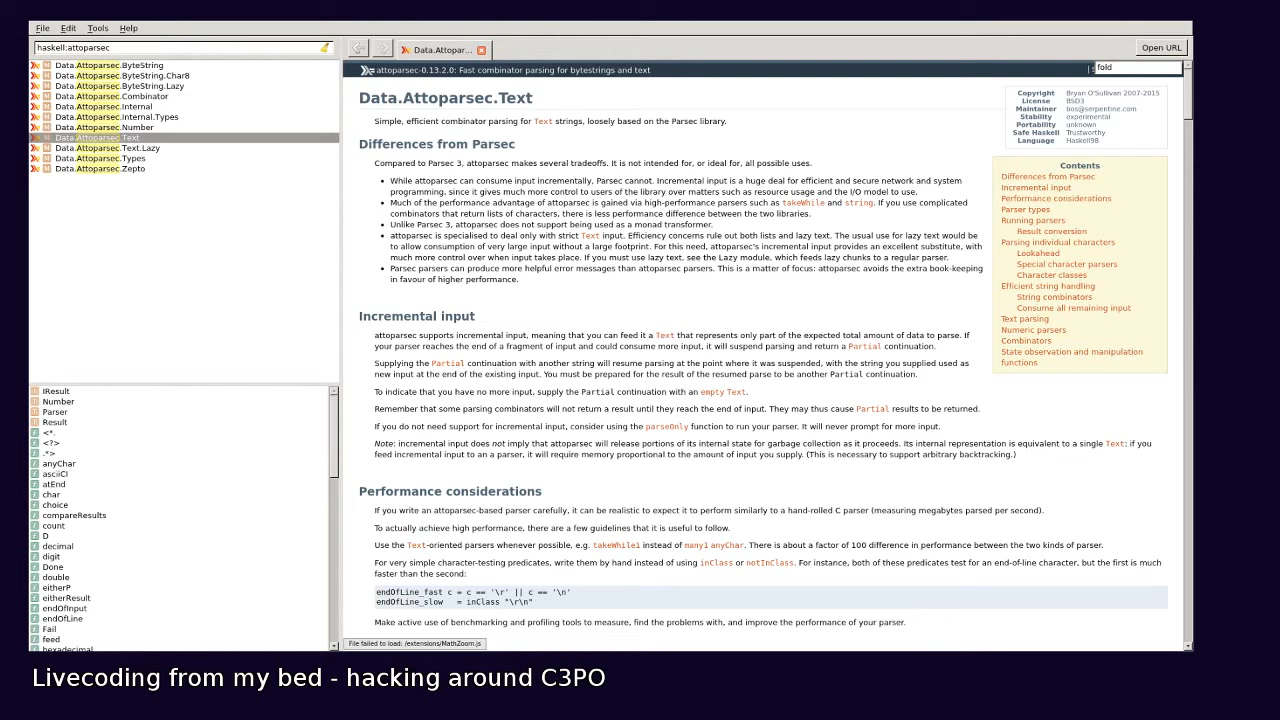 File Edit Tools Help
haskell:attoparsec
Data.Attoparsec.ByteString
Data.Attoparsec.ByteString.Char8
Data.Attoparsec.ByteString.Lazy
Data.Attoparsec.Combinator
Data.Attoparsec.Internal
Data.Attoparsec.Internal.Types
Data.Attoparsec.Number
Data.Attoparsec.Text
Data.Attoparsec.Text.Lazy
Data.Attoparsec.Types
Data.Attoparsec.Zepto
IResult
Number
Parser
Result
<*.
<?>
.*>
anyChar
asciiCI
atEnd
char
choice
compareResults
count
D
decimal
digit
Done
double
eitherP
eitherResult
endOfInput
endOfLine
Fail
feed
hexadecimal
Data.Attopar...
Open URL
attoparsec-0.13.2.0: Fast combinator parsing for bytestrings and text
fold
Data.Attoparsec.Text
Copyright Bryan O'Sullivan 2007-2015
License BSD3
Maintainer bos@serpentine.com
Stability experimental
Portability unknown
Safe Haskell Trustworthy
Language Haskell98
Simple, efficient combinator parsing for Text strings, loosely based on the Parsec library.
Contents
Differences from Parsec
Incremental input
Performance considerations
Parser types
Running parsers
Result conversion
Parsing individual characters
Lookahead
Special character parsers
Character classes
Efficient string handling
String combinators
Consume all remaining input
Text parsing
Numeric parsers
Combinators
State observation and manipulation
functions
Differences from Parsec
Compared to Parsec 3, attoparsec makes several tradeoffs. It is not intended for, or ideal for, all possible uses.
• While attoparsec can consume input incrementally, Parsec cannot. Incremental input is a huge deal for efficient and secure network and system
programming, since it gives much more control to users of the library over matters such as resource usage and the I/O model to use.
• Much of the performance advantage of attoparsec is gained via high-performance parsers such as takeWhile and string. If you use complicated
combinators that return lists of characters, there is less performance difference between the two libraries.
• Unlike Parsec 3, attoparsec does not support being used as a monad transformer.
• attoparsec is specialised to deal only with strict Text input. Efficiency concerns rule out both lists and lazy text. The usual use for lazy text would be
to allow consumption of very large input without a large footprint. For this need, attoparsec's incremental input provides an excellent substitute, with
much more control over when input takes place. If you must use lazy text, see the Lazy module, which feeds lazy chunks to a regular parser.
• Parsec parsers can produce more helpful error messages than attoparsec parsers. This is a matter of focus: attoparsec avoids the extra book-keeping
in favour of higher performance.
Incremental input
attoparsec supports incremental input, meaning that you can feed it a Text that represents only part of the expected total amount of data to parse. If
your parser reaches the end of a fragment of input and could consume more input, it will suspend parsing and return a Partial continuation.
Supplying the Partial continuation with another string will resume parsing at the point where it was suspended, with the string you supplied used as
new input at the end of the existing input. You must be prepared for the result of the resumed parse to be another Partial continuation.
To indicate that you have no more input, supply the Partial continuation with an empty Text.
Remember that some parsing combinators will not return a result until they reach the end of input. They may thus cause Partial results to be returned.
If you do not need support for incremental input, consider using the parseOnly function to run your parser. It will never prompt for more input.
Note: incremental input does not imply that attoparsec will release portions of its internal state for garbage collection as it proceeds. Its internal representation is equivalent to a single Text: if you
feed incremental input to an a parser, it will require memory proportional to the amount of input you supply. (This is necessary to support arbitrary backtracking.)
Performance considerations
If you write an attoparsec-based parser carefully, it can be realistic to expect it to perform similarly to a hand-rolled C parser (measuring megabytes parsed per second).
To actually achieve high performance, there are a few guidelines that it is useful to follow.
Use the Text-oriented parsers whenever possible, e.g. takeWhile1 instead of many1 anyChar. There is about a factor of 100 difference in performance between the two kinds of parser.
For very simple character-testing predicates, write them by hand instead of using inClass or notInClass. For instance, both of these predicates test for an end-of-line character, but the first is much
faster than the second:
endOfLine_fast c = c == '\r' || c == '\n'
endOfLine_slow   = inClass "\r\n"
Make active use of benchmarking and profiling tools to measure, find the problems with, and improve the performance of your parser.
File failed to load: /extensions/MathZoom.js
Livecoding from my bed - hacking around C3PO